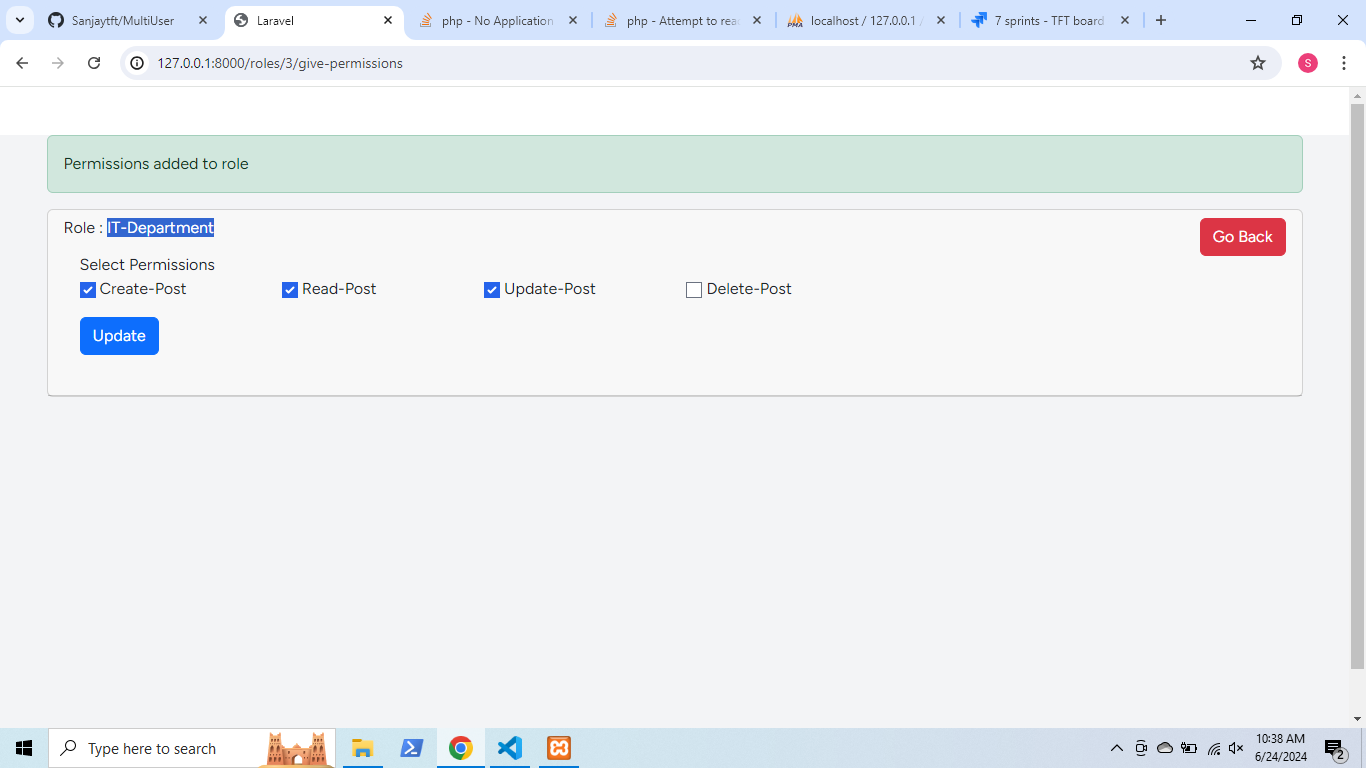 Sanjaytft/MultiUser
Laravel
php - No Application
php - Attempt to rea
localhost / 127.0.0.1 /
7 sprints - TFT board
127.0.0.1:8000/roles/3/give-permissions
S
Permissions added to role
Role : IT-Department
Go Back
Select Permissions
Create-Post Read-Post Update-Post Delete-Post
Update
Type here to search
10:38 AM
6/24/2024
2